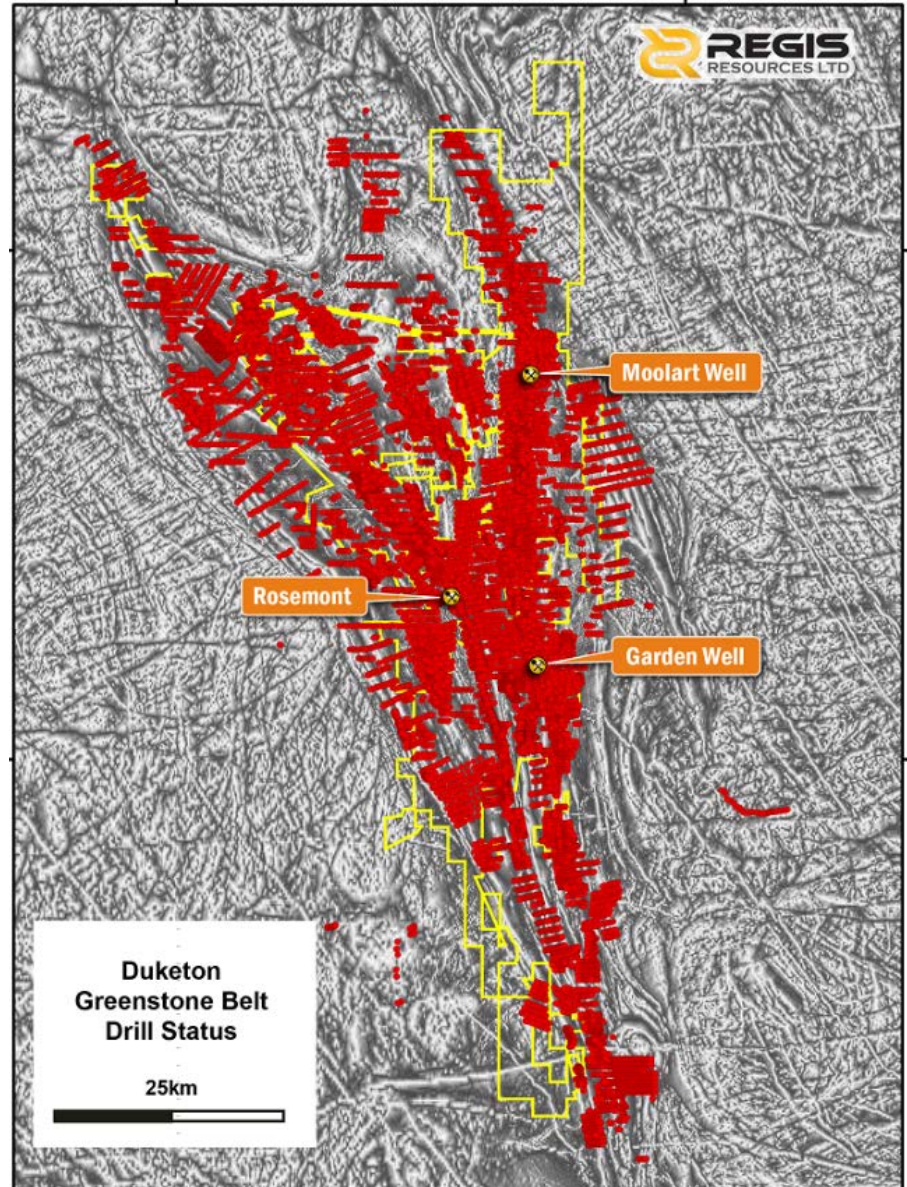 REGIS
RESOURCES LTD
Moolart Well
Rosemont
Garden Well
Duketon
Greenstone Belt
Drill Status
25km